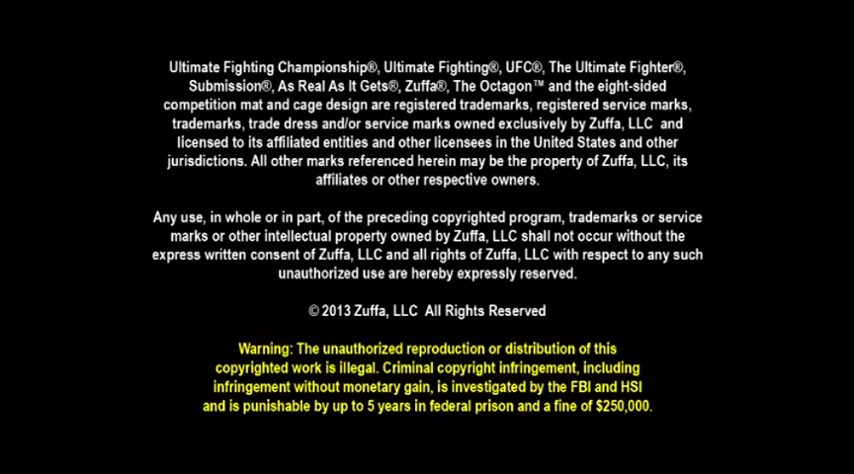 Ultimate Fighting Championship®, Ultimate Fighting®, UFC®, The Ultimate Fighter®,
Submission®, As Real As It Gets®, Zuffa®, The Octagon™ and the eight-sided
competition mat and cage design are registered trademarks, registered service marks,
trademarks, trade dress and/or service marks owned exclusively by Zuffa, LLC and
licensed to its affiliated entities and other licensees in the United States and other
jurisdictions. All other marks referenced herein may be the property of Zuffa, LLC, its
affiliates or other respective owners.
Any use, in whole or in part, of the preceding copyrighted program, trademarks or service
marks or other intellectual property owned by Zuffa, LLC shall not occur without the
express written consent of Zuffa, LLC and all rights of Zuffa, LLC with respect to any such
unauthorized use are hereby expressly reserved.
© 2013 Zuffa, LLC All Rights Reserved
Warning: The unauthorized reproduction or distribution of this
copyrighted work is illegal. Criminal copyright infringement, including
infringement without monetary gain, is investigated by the FBI and HSI
and is punishable by up to 5 years in federal prison and a fine of $250,000.